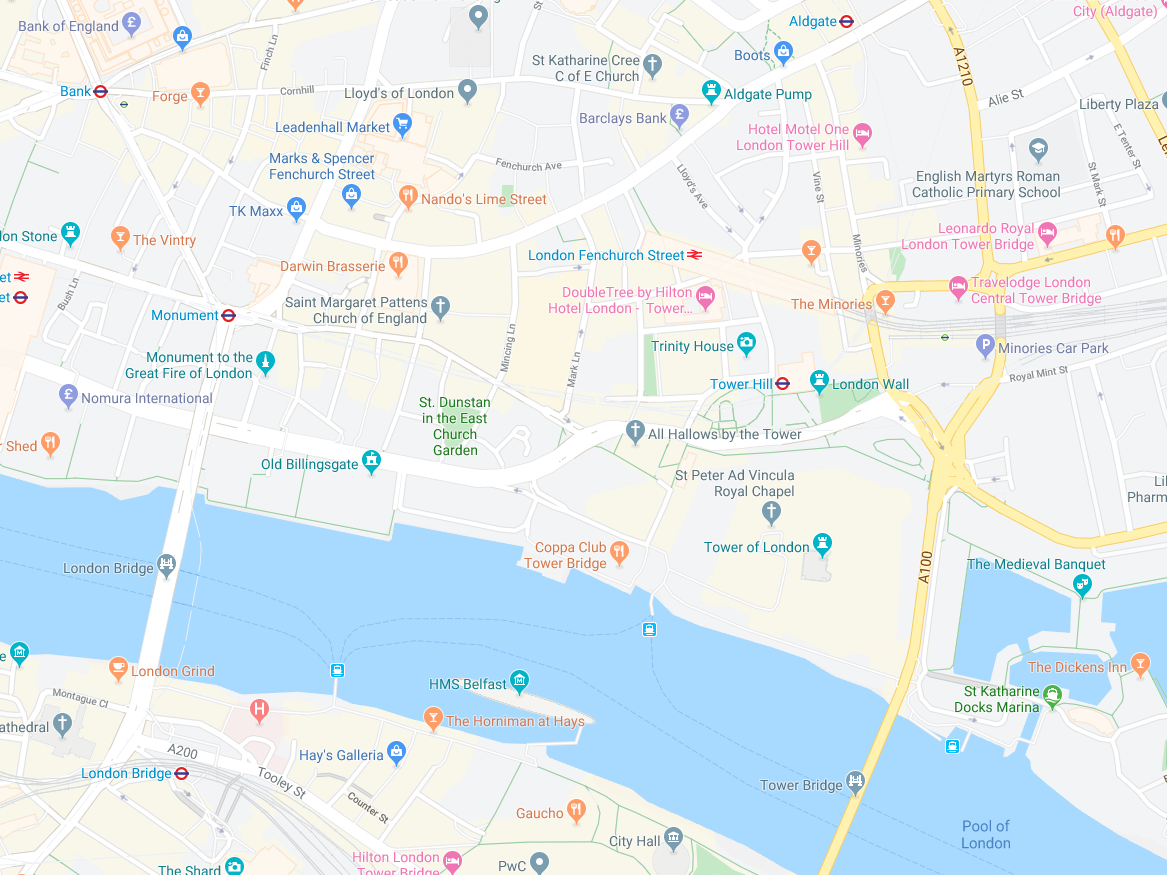 City (Aldgate)
Aldgate
Bank of England
Finch Ln
St
Boots
A1210
St Katharine Cree
C of E Church
Bank
Forge
Cornhill
Lloyd's of London
Aldgate Pump
Alie St
Liberty Plaza
Leadenhall Market
Barclays Bank
Hotel Motel One
London Tower Hill
E Tenter St
Marks & Spencer
Fenchurch Street
Fenchurch Ave
Lloyd's Ave
Vine St
English Martyrs Roman
Catholic Primary School
St Mark St
TK Maxx
Nando's Lime Street
don Stone
The Vintry
Minories
Leonardo Royal
London Tower Bridge
London Fenchurch Street
Darwin Brasserie
et
et
Bush Ln
DoubleTree by Hilton
Hotel London - Tower...
Travelodge London
Central Tower Bridge
Saint Margaret Pattens
Church of England
The Minories
Monument
Mincing Ln
Mark Ln
Trinity House
Minories Car Park
Monument to the
Great Fire of London
Royal Mint St
Tower Hill
London Wall
Nomura International
St. Dunstan
in the East
Church
Garden
All Hallows by the Tower
r Shed
Old Billingsgate
St Peter Ad Vincula
Royal Chapel
Lil
Pharm
Coppa Club
Tower Bridge
Tower of London
A100
London Bridge
The Medieval Banquet
e
London Grind
HMS Belfast
The Dickens Inn
Montague Cl
St Katharine
Docks Marina
athedral
H
The Horniman at Hays
A200
Hay's Galleria
London Bridge
Tooley St
Tower Bridge
Counter St
Gaucho
City Hall
Pool of
London
The Shard
Hilton London
Tower Bridge
PwC